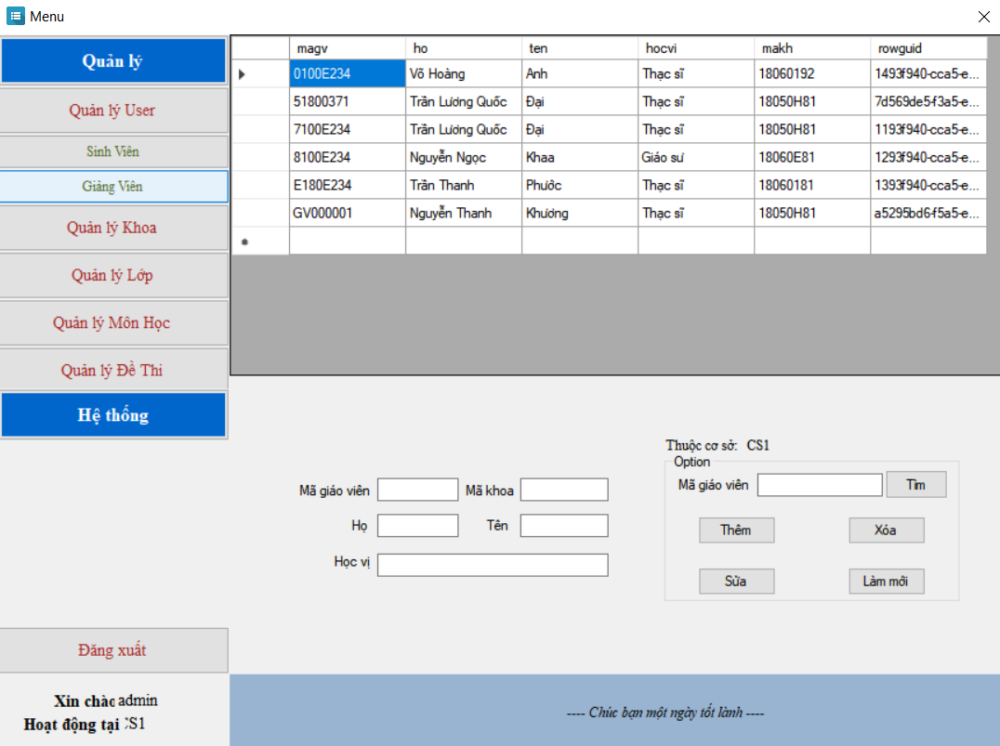 Menu
Quản lý
Quản lý User
Sinh Viên
Giảng Viên
Quản lý Khoa
Quản lý Lớp
Quản lý Môn Học
Quản lý Đề Thi
Hệ thống
Đăng xuất
Xin chào admin
Hoạt động tại CS1
magv ho ten hocvi makh rowguid
0100E234 Võ Hoàng Anh Thạc sĩ 18060192 1493f940-cca5-e...
51800371 Trần Lương Quốc Đại Thạc sĩ 18050H81 7d569de5-f3a5-e...
7100E234 Trần Lương Quốc Đại Thạc sĩ 18050H81 1193f940-cca5-e...
8100E234 Nguyễn Ngọc Khaa Giáo sư 18060E81 1293f940-cca5-e...
E180E234 Trần Thanh Phước Thạc sĩ 18060181 1393f940-cca5-e...
GV000001 Nguyễn Thanh Khương Thạc sĩ 18050H81 a5295bd6-f5a5-e...
Mã giáo viên Mã khoa
Họ Tên
Học vị
Thuộc cơ sở: CS1
Option
Mã giáo viên Tìm
Thêm Xóa
Sửa Làm mới
---- Chúc bạn một ngày tốt lành ----